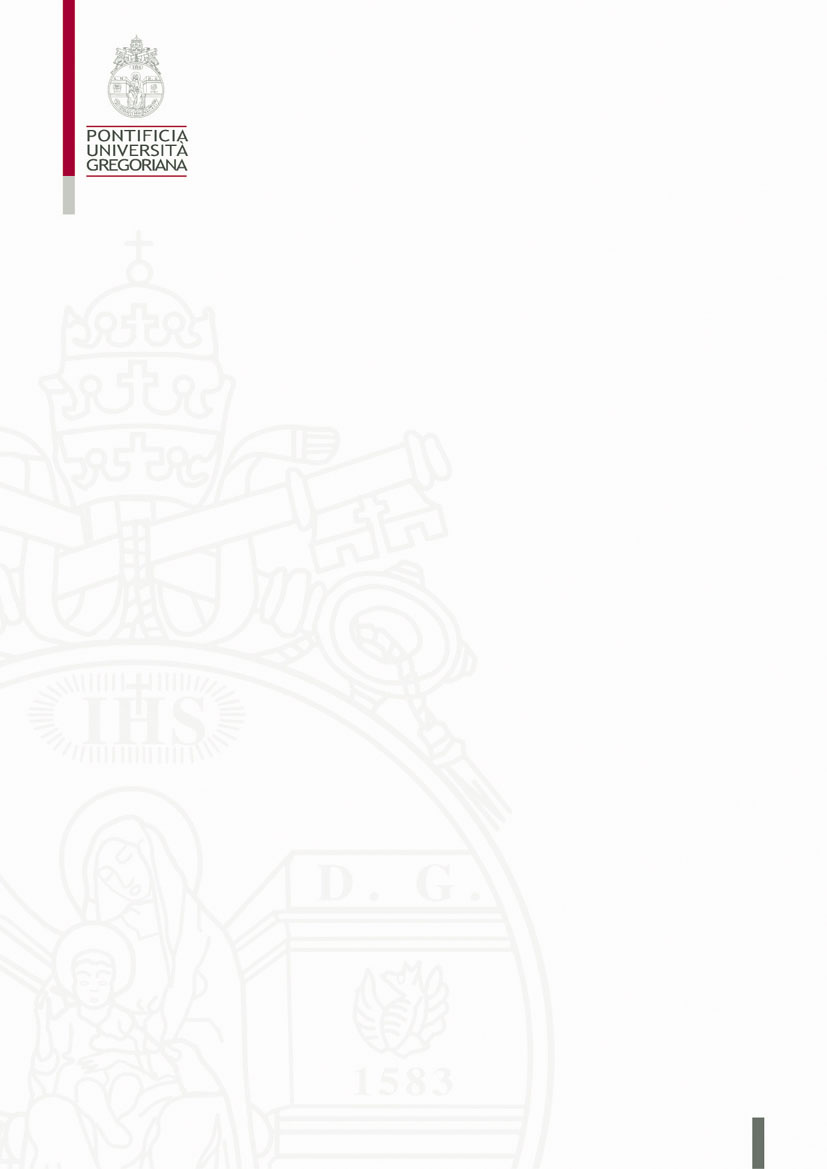 PONTIFICIA
UNIVERSITÀ
GREGORIANA
IHS
D. G.
1583